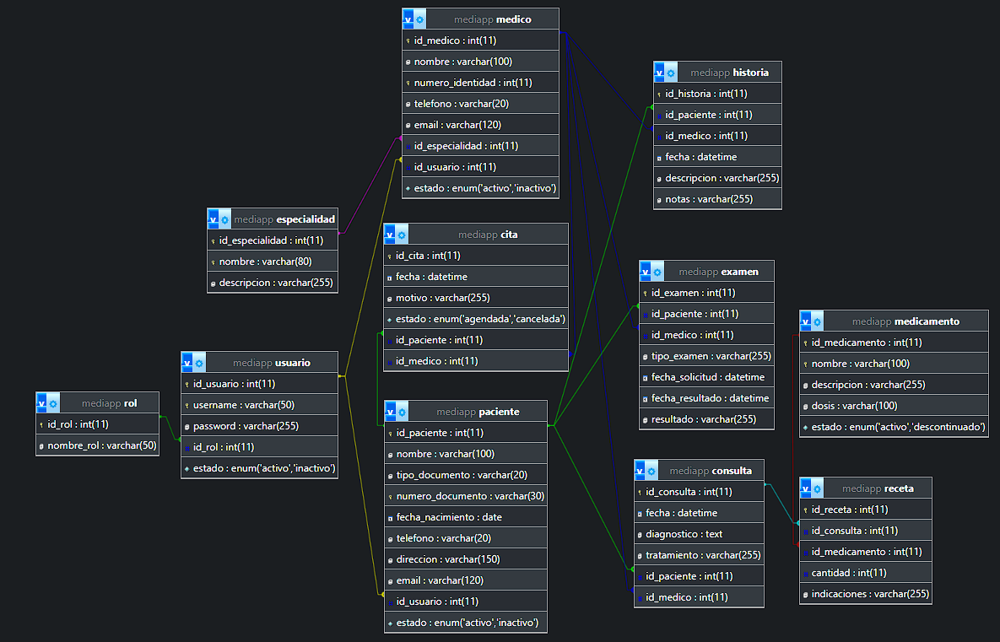 mediapp medico
id_medico : int(11)
nombre : varchar(100)
numero_identidad : int(11)
telefono : varchar(20)
email : varchar(120)
id_especialidad : int(11)
id_usuario : int(11)
estado : enum('activo','inactivo')
mediapp historia
id_historia : int(11)
id_paciente : int(11)
id_medico : int(11)
fecha : datetime
descripcion : varchar(255)
notas : varchar(255)
mediapp especialidad
id_especialidad : int(11)
nombre : varchar(80)
descripcion : varchar(255)
mediapp cita
id_cita : int(11)
fecha : datetime
motivo : varchar(255)
estado : enum('agendada','cancelada')
id_paciente : int(11)
id_medico : int(11)
mediapp examen
id_examen : int(11)
id_paciente : int(11)
id_medico : int(11)
tipo_examen : varchar(255)
fecha_solicitud : datetime
fecha_resultado : datetime
resultado : varchar(255)
mediapp medicamento
id_medicamento : int(11)
nombre : varchar(100)
descripcion : varchar(255)
dosis : varchar(100)
estado : enum('activo','descontinuado')
mediapp usuario
id_usuario : int(11)
username : varchar(50)
password : varchar(255)
id_rol : int(11)
estado : enum('activo','inactivo')
mediapp rol
id_rol : int(11)
nombre_rol : varchar(50)
mediapp paciente
id_paciente : int(11)
nombre : varchar(100)
tipo_documento : varchar(20)
numero_documento : varchar(30)
fecha_nacimiento : date
telefono : varchar(20)
direccion : varchar(150)
email : varchar(120)
id_usuario : int(11)
estado : enum('activo','inactivo')
mediapp consulta
id_consulta : int(11)
fecha : datetime
diagnostico : text
tratamiento : varchar(255)
id_paciente : int(11)
id_medico : int(11)
mediapp receta
id_receta : int(11)
id_consulta : int(11)
id_medicamento : int(11)
cantidad : int(11)
indicaciones : varchar(255)